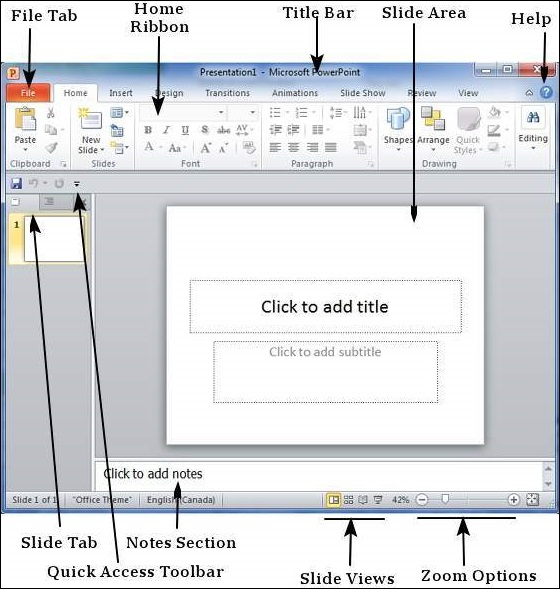 File Tab
Home
Ribbon
Title Bar
Slide Area
Help
Presentation1 - Microsoft PowerPoint
File Home Insert Design Transitions Animations Slide Show Review View
Paste
New
Slide
Shapes Arrange Quick
Styles
Editing
Clipboard Slides Font Paragraph Drawing
1
Click to add title
Click to add subtitle
Click to add notes
Slide 1 of 1 "Office Theme" English (Canada) 42%
Slide Tab
Notes Section
Quick Access Toolbar
Slide Views
Zoom Options